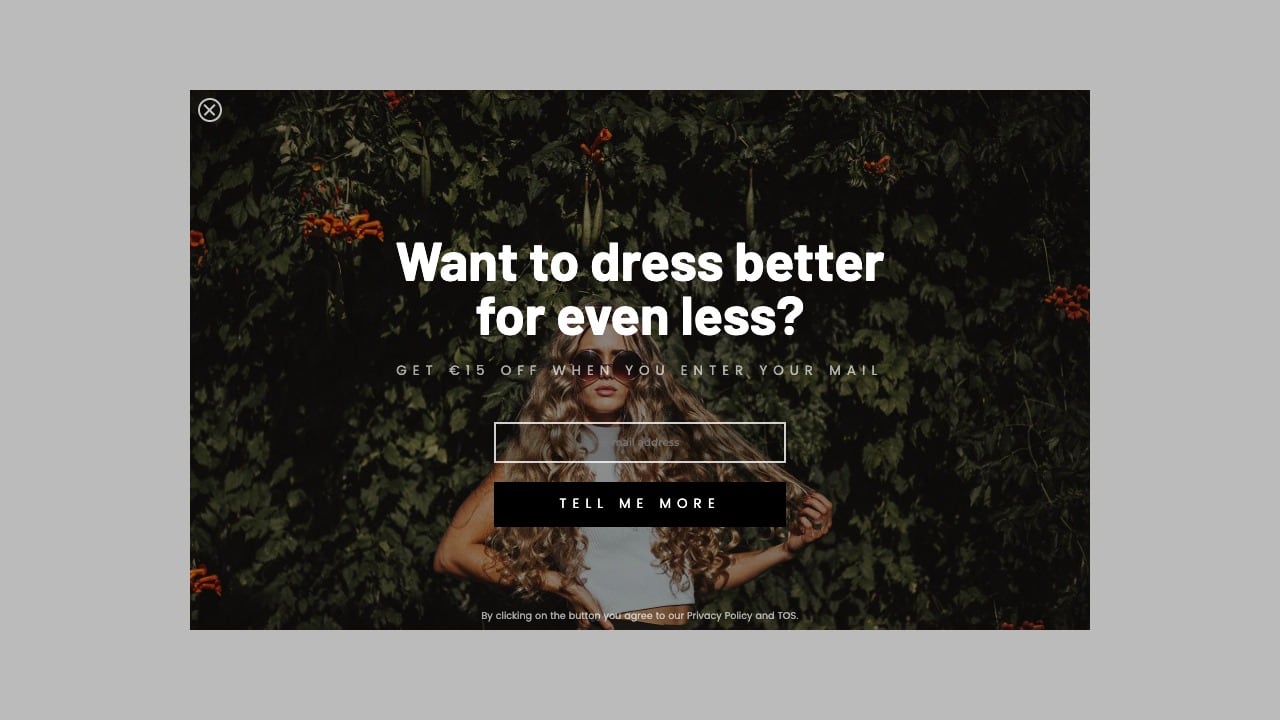 Want to dress better
for even less?
GET €15 OFF WHEN YOU ENTER YOUR MAIL
mail address
TELL ME MORE
By clicking on the button you agree to our Privacy Policy and TOS.